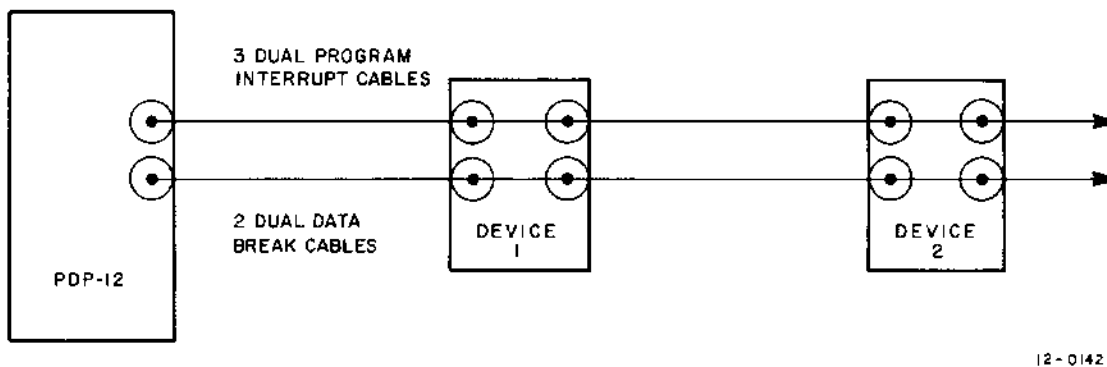 3 DUAL PROGRAM
INTERRUPT CABLES
2 DUAL DATA
BREAK CABLES
PDP-12
DEVICE
1
DEVICE
2
12-0142